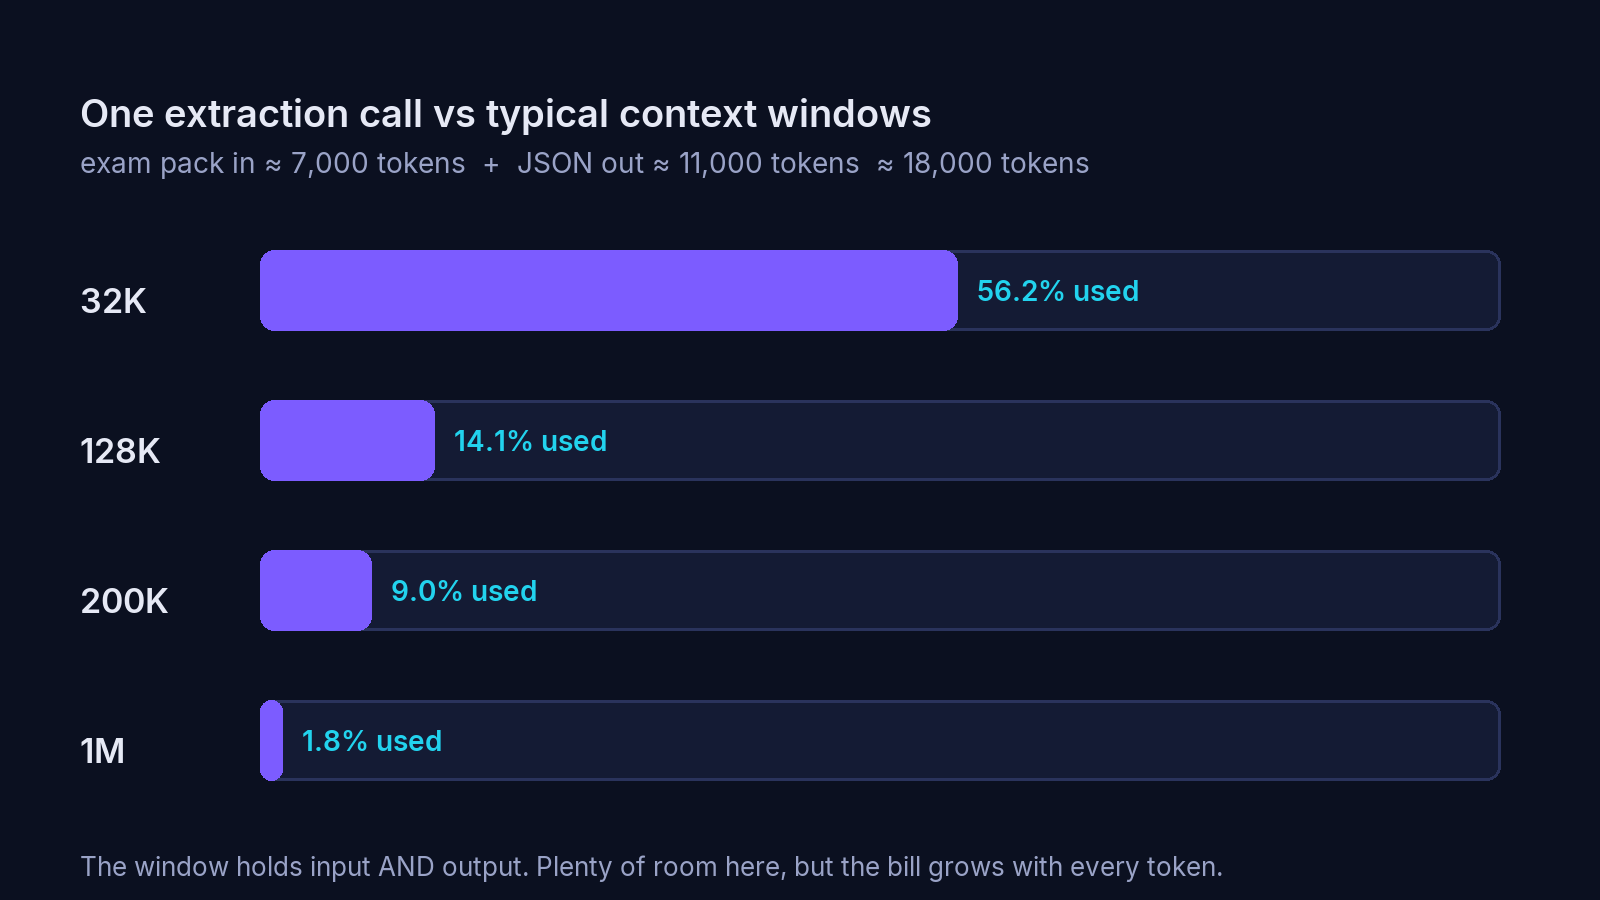 One extraction call vs typical context windows
exam pack in ≈ 7,000 tokens + JSON out ≈ 11,000 tokens ≈ 18,000 tokens
32K
56.2% used
128K
14.1% used
200K
9.0% used
1M
1.8% used
The window holds input AND output. Plenty of room here, but the bill grows with every token.